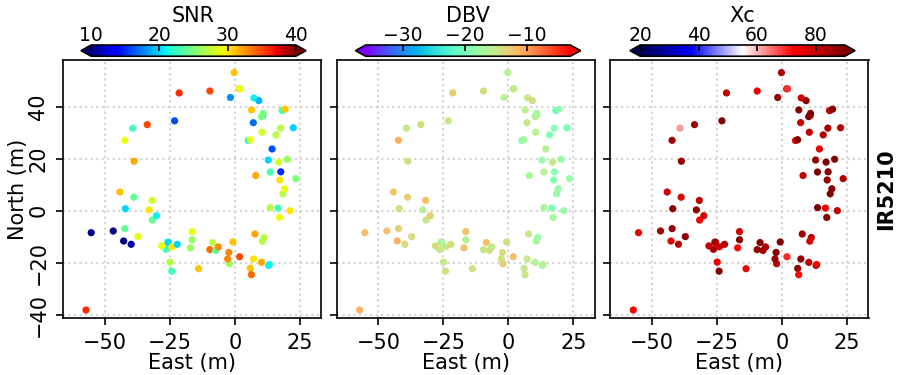 SNR DBV Xc
10 20 30 40 −30 −20 −10 20 40 60 80
40
20
0
−20
−40
North (m)
IR5210
−50 −25 0 25 −50 −25 0 25 −50 −25 0 25
East (m) East (m) East (m)